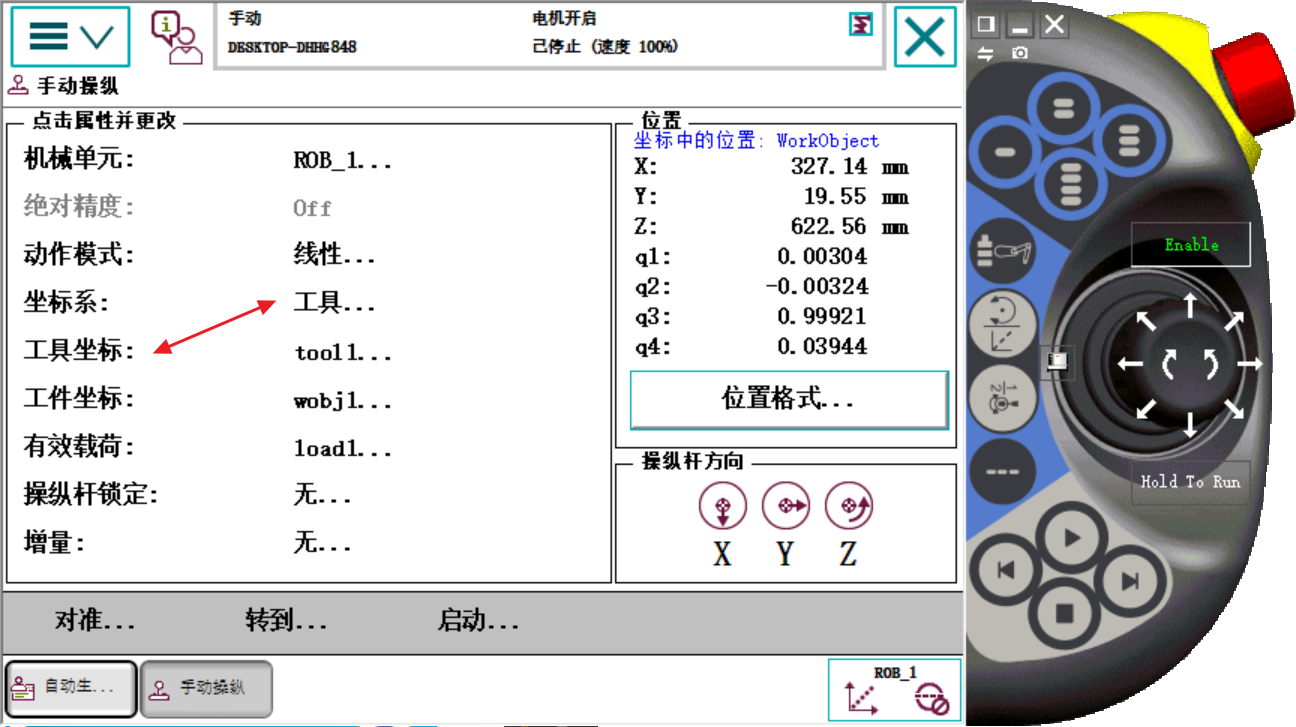 手动
电机开启
DESKTOP-DHHG848
己停止 (速度 100%)
手动操纵
点击属性并更改
机械单元: ROB_1...
绝对精度: Off
动作模式: 线性...
坐标系: 工具...
工具坐标: tool1...
工件坐标: wobj1...
有效载荷: load1...
操纵杆锁定: 无...
增量: 无...
位置
坐标中的位置: WorkObject
X: 327.14 mm
Y: 19.55 mm
Z: 622.56 mm
q1: 0.00304
q2: -0.00324
q3: 0.99921
q4: 0.03944
位置格式...
操纵杆方向
X Y Z
对准... 转到... 启动...
自动生... 手动操纵
ROB_1
Enable
Hold To Run